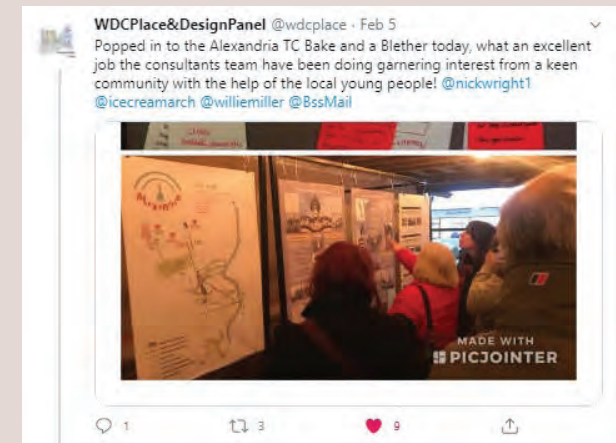 WDCPlace&DesignPanel @wdcplace · Feb 5
Popped in to the Alexandria TC Bake and a Blether today, what an excellent
job the consultants team have been doing garnering interest from a keen
community with the help of the local young people! @nickwright1
@icecreamarch @williemiller @BssMail
MADE WITH
PICJOINTER
1 3 9